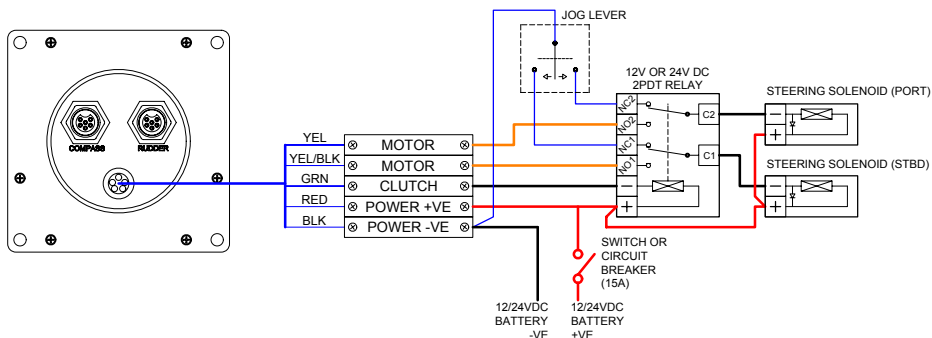 JOG LEVER
12V OR 24V DC
2PDT RELAY
STEERING SOLENOID (PORT)
NC2
NO2
NC1
NO1
C2
C1
−
+
−
+
STEERING SOLENOID (STBD)
−
+
COMPASS
RUDDER
YEL
MOTOR
YEL/BLK
MOTOR
GRN
CLUTCH
RED
POWER +VE
BLK
POWER -VE
SWITCH OR
CIRCUIT
BREAKER
(15A)
12/24VDC
BATTERY
-VE
12/24VDC
BATTERY
+VE